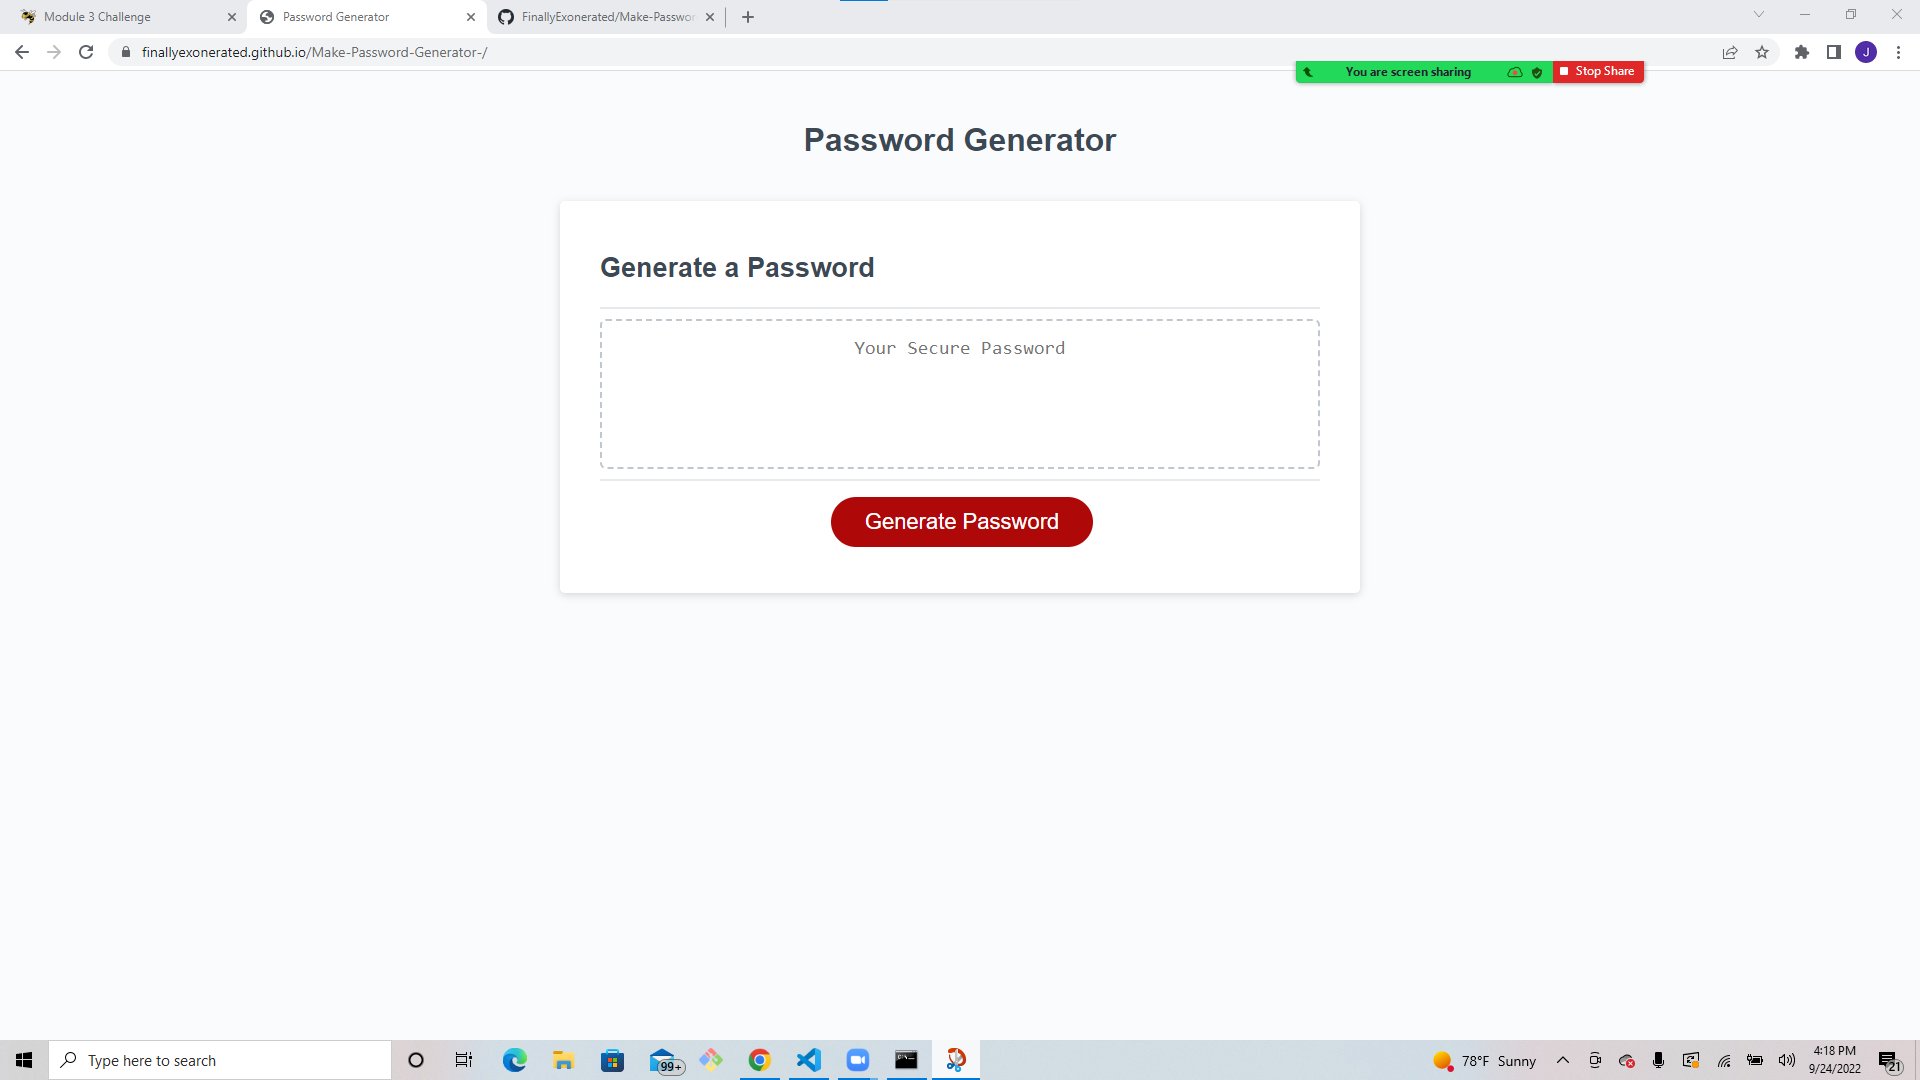 Module 3 Challenge
Password Generator
FinallyExonerated/Make-Passwor
finallyexonerated.github.io/Make-Password-Generator-/
J
You are screen sharing
Stop Share
Password Generator
Generate a Password
Your Secure Password
Generate Password
Type here to search
99+
78°F Sunny
4:18 PM
9/24/2022
21